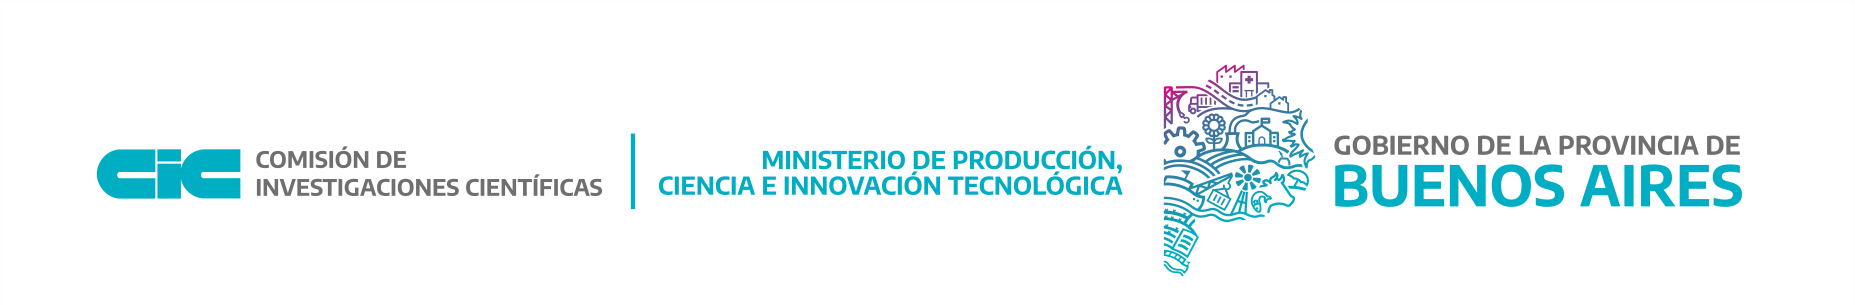 CiC
COMISIÓN DE
INVESTIGACIONES CIENTÍFICAS
MINISTERIO DE PRODUCCIÓN,
CIENCIA E INNOVACIÓN TECNOLÓGICA
GOBIERNO DE LA PROVINCIA DE
BUENOS AIRES